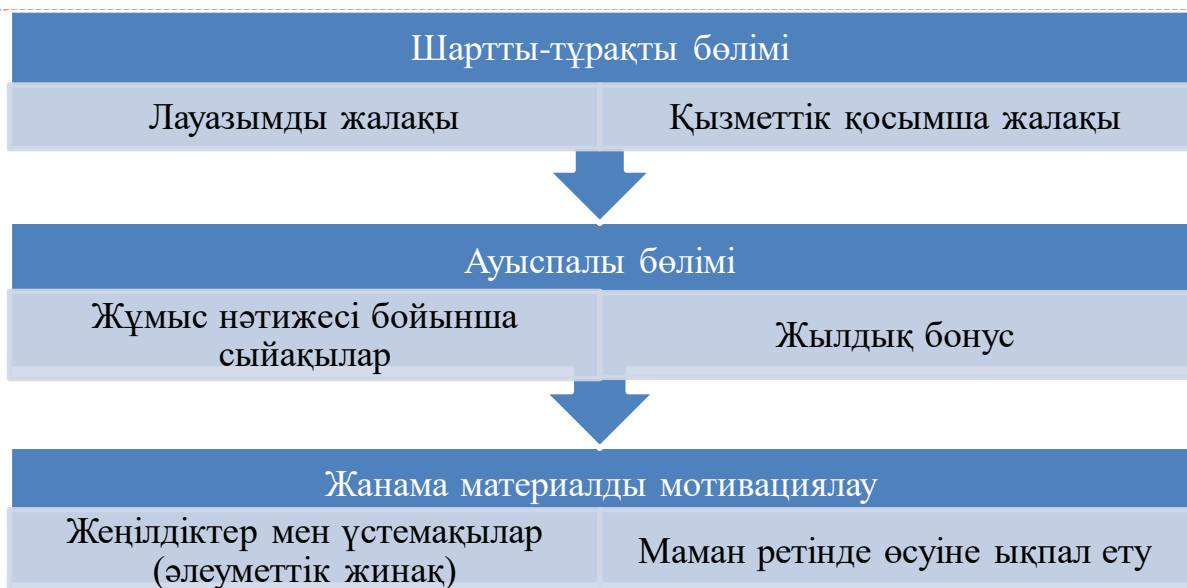 Шартты-тұрақты бөлімі
Лауазымды жалақы
Қызметтік қосымша жалақы
Ауыспалы бөлімі
Жұмыс нәтижесі бойынша
сыйақылар
Жылдық бонус
Жанама материалды мотивациялау
Жеңілдіктер мен үстемақылар
(әлеуметтік жинақ)
Маман ретінде өсуіне ықпал ету